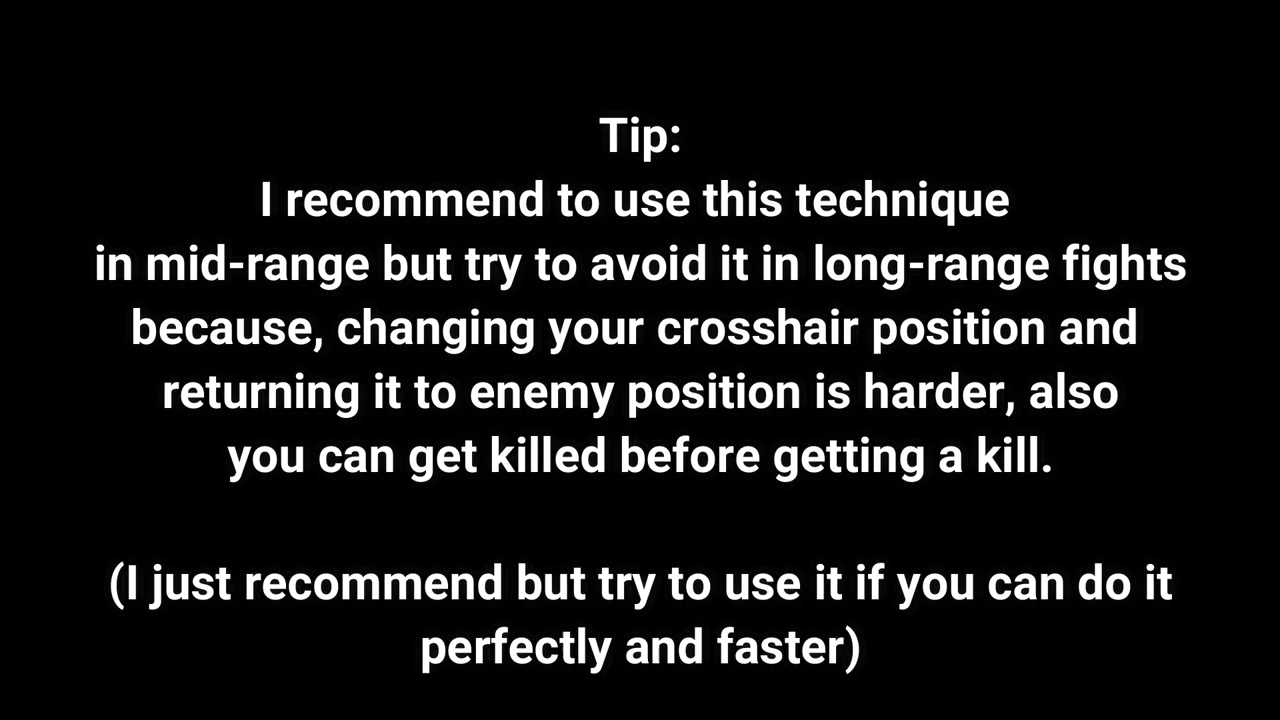 Tip:
I recommend to use this technique
in mid-range but try to avoid it in long-range fights
because, changing your crosshair position and
returning it to enemy position is harder, also
you can get killed before getting a kill.
(I just recommend but try to use it if you can do it
perfectly and faster)